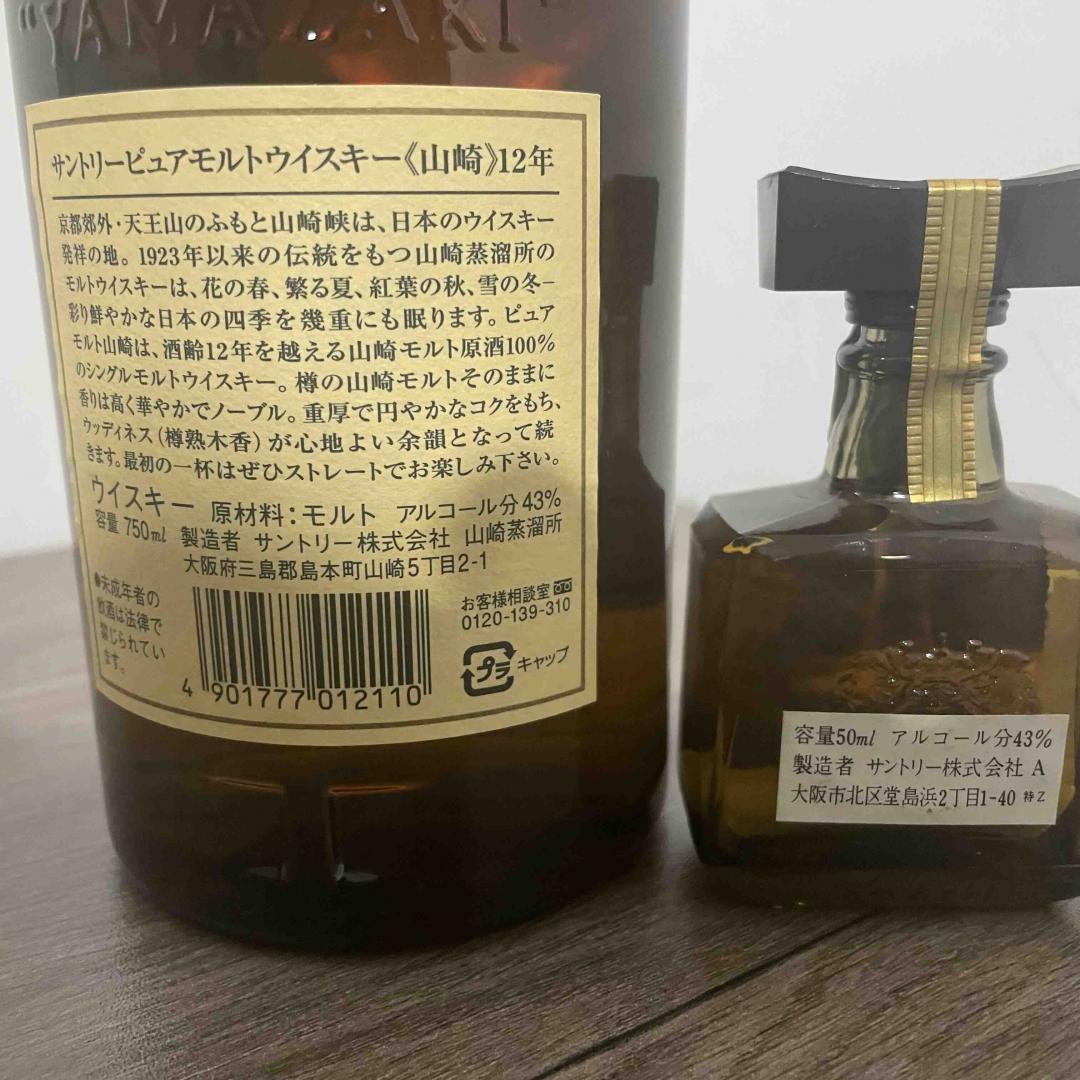 "YAMAZAKI"
サントリーピュアモルトウイスキー《山崎》12年
京都郊外・天王山のふもと山崎峡は、日本のウイスキー
発祥の地。1923年以来の伝統をもつ山崎蒸溜所の
モルトウイスキーは、花の春、繁る夏、紅葉の秋、雪の冬−
彩り鮮やかな日本の四季を幾重にも眠ります。ピュア
モルト山崎は、酒齢12年を越える山崎モルト原酒100%
のシングルモルトウイスキー。樽の山崎モルトそのままに
香りは高く華やかでノーブル。重厚で円やかなコクをもち、
ウッディネス(樽熟木香)が心地よい余韻となって続
きます。最初の一杯はぜひストレートでお楽しみ下さい。
ウイスキー 原材料:モルト アルコール分43%
容量 750ml 製造者 サントリー株式会社 山崎蒸溜所
大阪府三島郡島本町山崎5丁目2-1
●未成年者の
飲酒は法律で
禁じられてい
ます。
4 901777 012110
お客様相談室
0120-139-310
プラ キャップ
容量50ml アルコール分43%
製造者 サントリー株式会社 A
大阪市北区堂島浜2丁目1-40 特Z